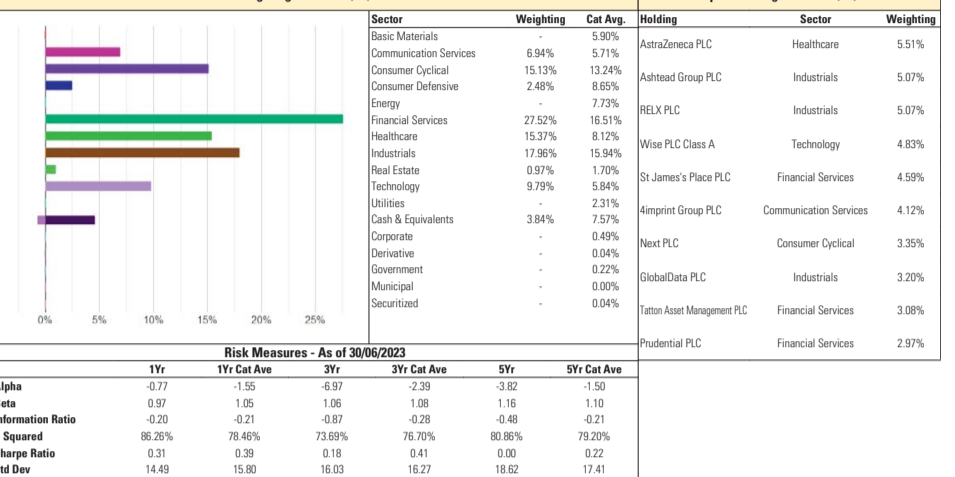 Sector Weighting Cat Avg.
Basic Materials - 5.90%
Communication Services 6.94% 5.71%
Consumer Cyclical 15.13% 13.24%
Consumer Defensive 2.48% 8.65%
Energy - 7.73%
Financial Services 27.52% 16.51%
Healthcare 15.37% 8.12%
Industrials 17.96% 15.94%
Real Estate 0.97% 1.70%
Technology 9.79% 5.84%
Utilities - 2.31%
Cash & Equivalents 3.84% 7.57%
Corporate - 0.49%
Derivative - 0.04%
Government - 0.22%
Municipal - 0.00%
Securitized - 0.04%
0% 5% 10% 15% 20% 25%
Holding Sector Weighting
AstraZeneca PLC Healthcare 5.51%
Ashtead Group PLC Industrials 5.07%
RELX PLC Industrials 5.07%
Wise PLC Class A Technology 4.83%
St James's Place PLC Financial Services 4.59%
4imprint Group PLC Communication Services 4.12%
Next PLC Consumer Cyclical 3.35%
GlobalData PLC Industrials 3.20%
Tatton Asset Management PLC Financial Services 3.08%
Prudential PLC Financial Services 2.97%
Risk Measures - As of 30/06/2023
1Yr 1Yr Cat Ave 3Yr 3Yr Cat Ave 5Yr 5Yr Cat Ave
lpha -0.77 -1.55 -6.97 -2.39 -3.82 -1.50
eta 0.97 1.05 1.06 1.08 1.16 1.10
nformation Ratio -0.20 -0.21 -0.87 -0.28 -0.48 -0.21
Squared 86.26% 78.46% 73.69% 76.70% 80.86% 79.20%
harpe Ratio 0.31 0.39 0.18 0.41 0.00 0.22
td Dev 14.49 15.80 16.03 16.27 18.62 17.41